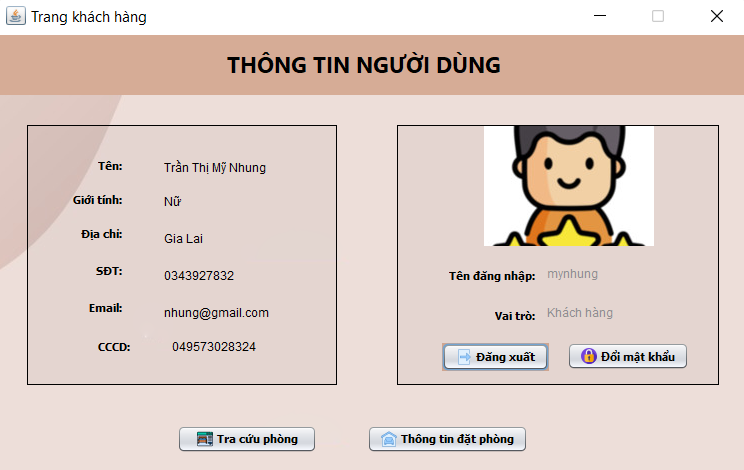 Trang khách hàng
THÔNG TIN NGƯỜI DÙNG
Tên: Trần Thị Mỹ Nhung
Giới tính: Nữ
Địa chỉ: Gia Lai
SĐT: 0343927832
Email: nhung@gmail.com
CCCD: 049573028324
Tên đăng nhập: mynhung
Vai trò: Khách hàng
Đăng xuất Đổi mật khẩu
Tra cứu phòng Thông tin đặt phòng